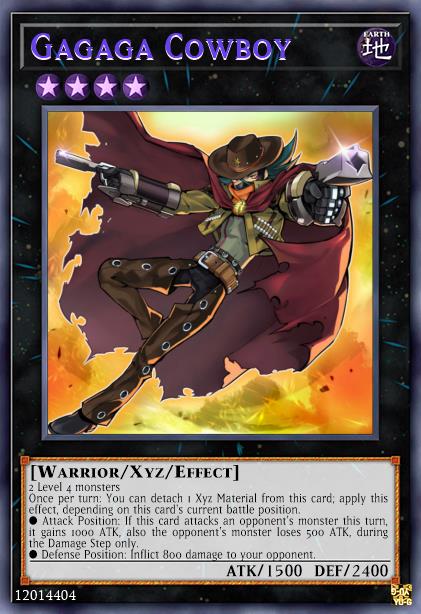 Gagaga Cowboy
EARTH
地
[Warrior/Xyz/Effect]
2 Level 4 monsters
Once per turn: You can detach 1 Xyz Material from this card; apply this
effect, depending on this card's current battle position.
● Attack Position: If this card attacks an opponent's monster this turn,
it gains 1000 ATK, also the opponent's monster loses 500 ATK, during
the Damage Step only.
● Defense Position: Inflict 800 damage to your opponent.
ATK/1500 DEF/2400
12014404